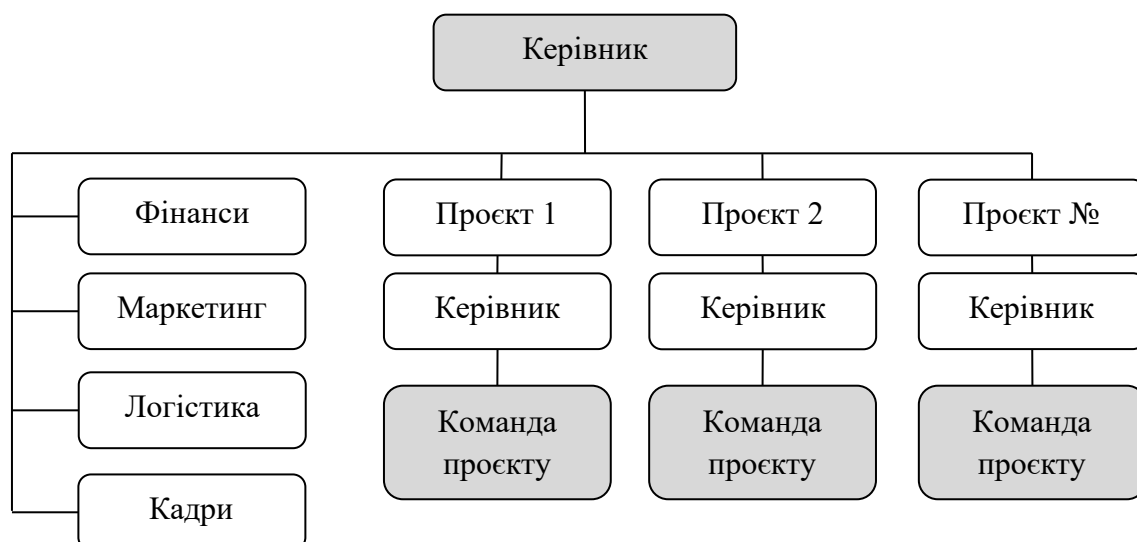 Керівник
Фінанси
Проєкт 1
Проєкт 2
Проєкт №
Маркетинг
Керівник
Керівник
Керівник
Логістика
Команда
проєкту
Команда
проєкту
Команда
проєкту
Кадри